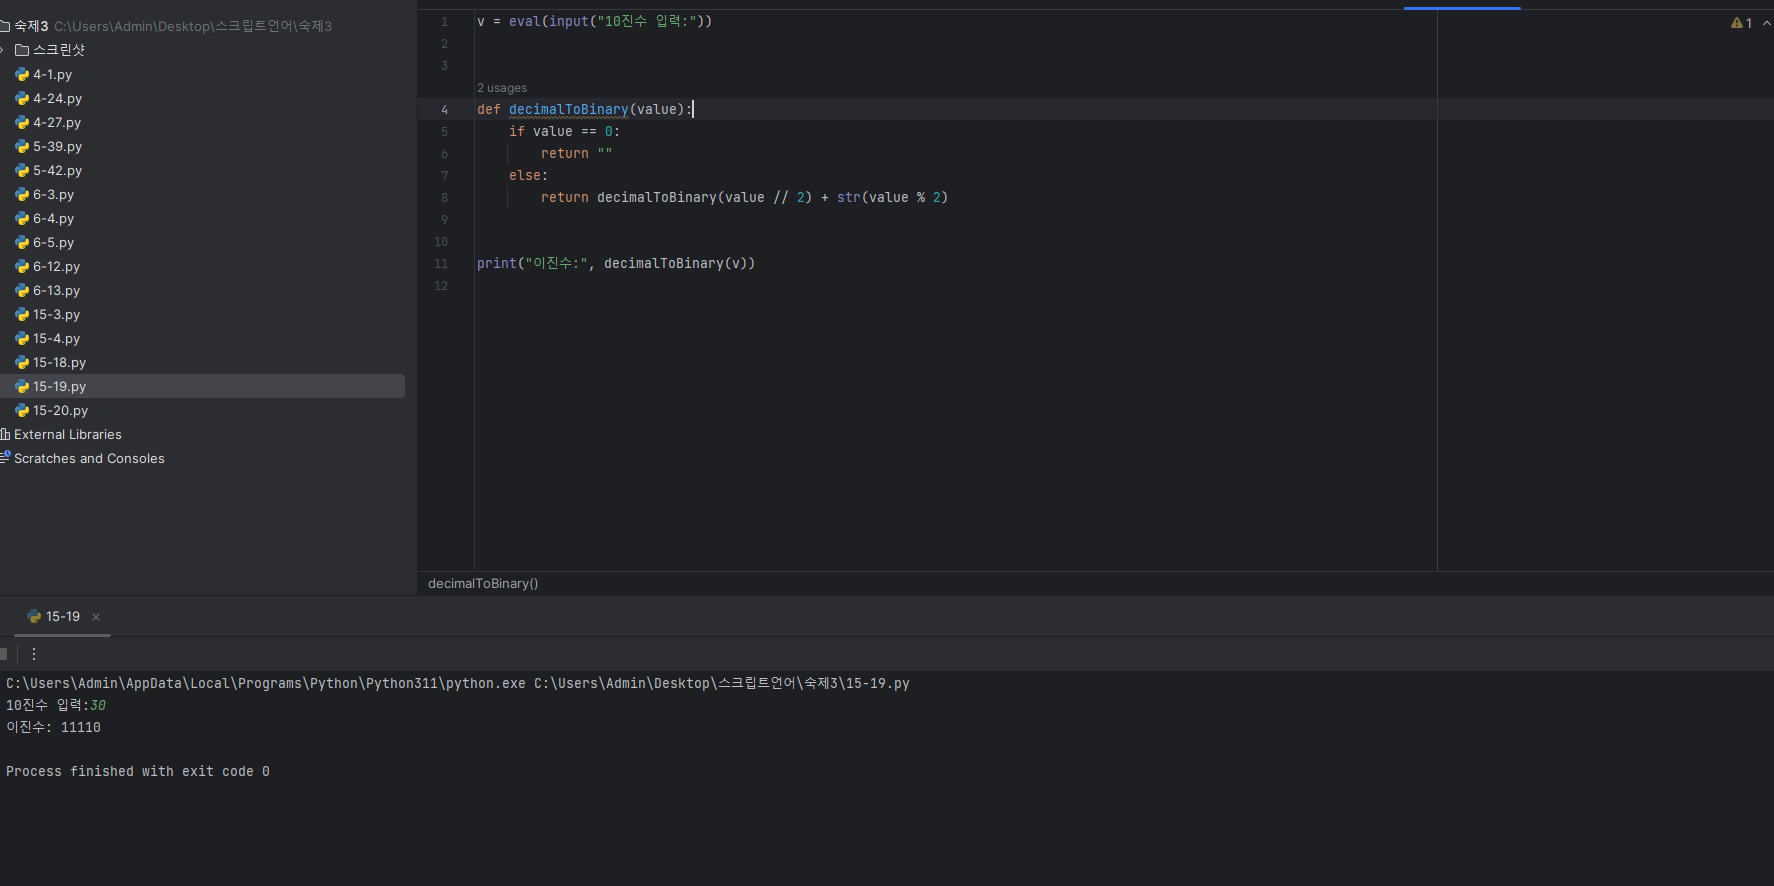 숙제3 C:\Users\Admin\Desktop\스크립트언어\숙제3
스크린샷
4-1.py
4-24.py
4-27.py
5-39.py
5-42.py
6-3.py
6-4.py
6-5.py
6-12.py
6-13.py
15-3.py
15-4.py
15-18.py
15-19.py
15-20.py
External Libraries
Scratches and Consoles
1 v = eval(input("10진수 입력:"))
2
3
2 usages
4 def decimalToBinary(value):
5     if value == 0:
6         return ""
7     else:
8         return decimalToBinary(value // 2) + str(value % 2)
9
10
11 print("이진수:", decimalToBinary(v))
12
1
decimalToBinary()
15-19
C:\Users\Admin\AppData\Local\Programs\Python\Python311\python.exe C:\Users\Admin\Desktop\스크립트언어\숙제3\15-19.py
10진수 입력:30
이진수: 11110
Process finished with exit code 0